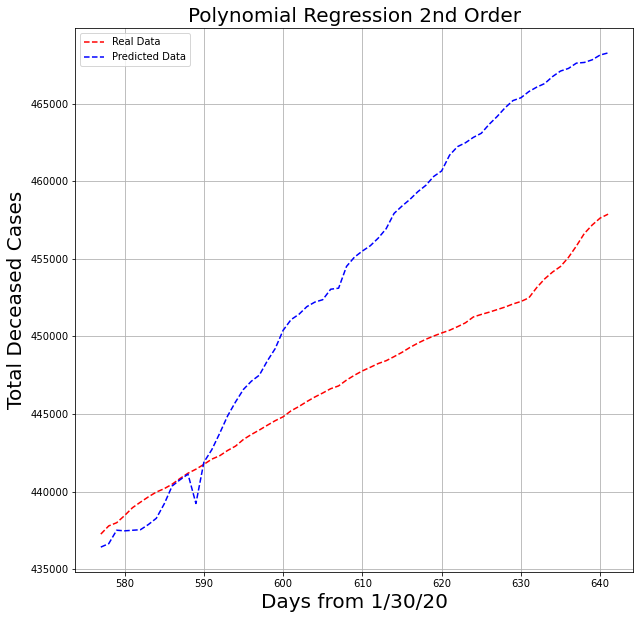 Polynomial Regression 2nd Order
Real Data
Predicted Data
Total Deceased Cases
465000
460000
455000
450000
445000
440000
435000
580 590 600 610 620 630 640
Days from 1/30/20